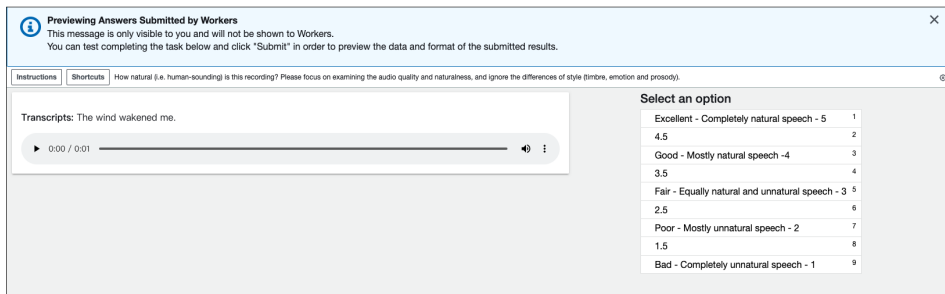 Previewing Answers Submitted by Workers
This message is only visible to you and will not be shown to Workers.
You can test completing the task below and click "Submit" in order to preview the data and format of the submitted results.
Instructions Shortcuts How natural (i.e. human-sounding) is this recording? Please focus on examining the audio quality and naturalness, and ignore the differences of style (timbre, emotion and prosody).
Transcripts: The wind wakened me.
0:00 / 0:01
Select an option
Excellent - Completely natural speech - 5 1
4.5 2
Good - Mostly natural speech -4 3
3.5 4
Fair - Equally natural and unnatural speech - 3 5
2.5 6
Poor - Mostly unnatural speech - 2 7
1.5 8
Bad - Completely unnatural speech - 1 9